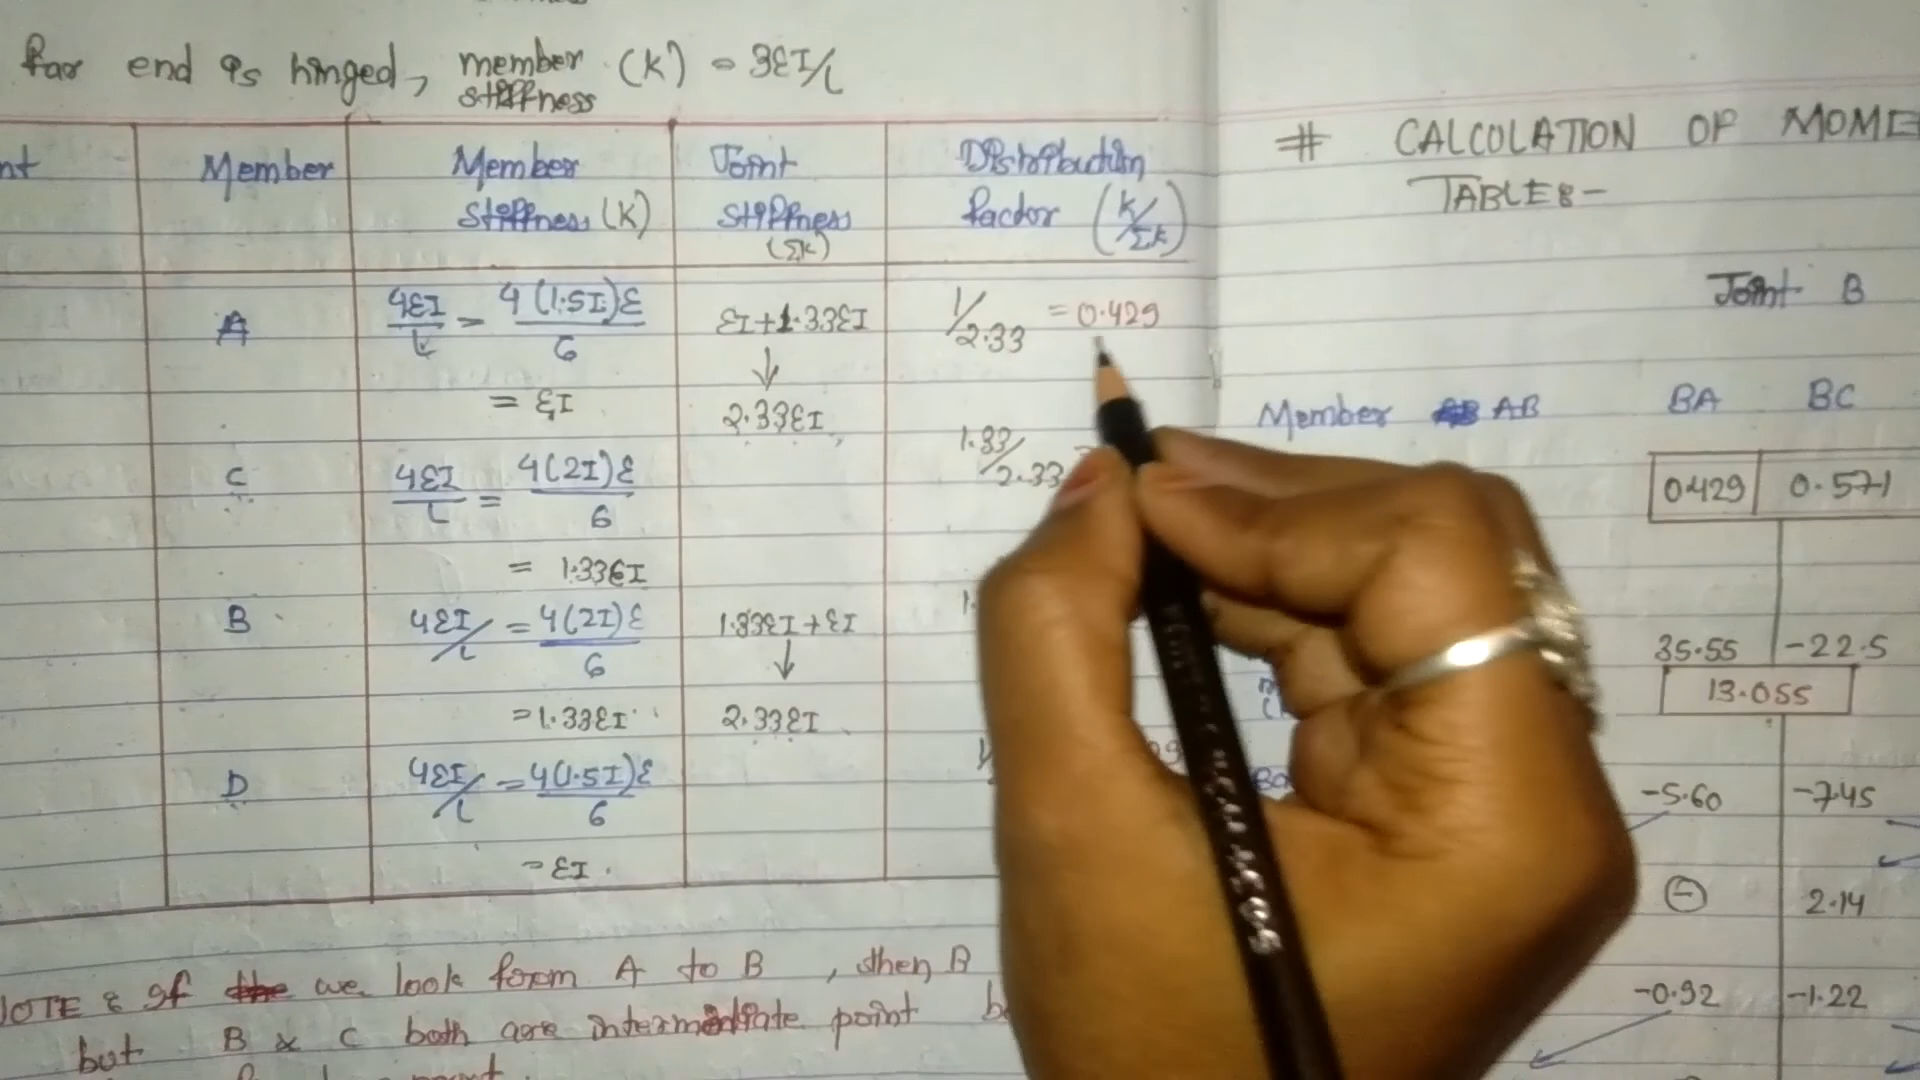 far end is hinged, member stiffness (K) = 3EI/L
nt Member Member Stiffness (K) Joint Stiffness (ΣK) Distribution factor (K/ΣK)
A 4EI/L = 4(1.5I)E/6 EI+1.33EI 1/2.33 = 0.429
= EI ↓ 2.33EI
C 4EI/L = 4(2I)E/6 1.33/2.33
= 1.33EI
B 4EI/L = 4(2I)E/6 1.33EI+EI
= 1.33EI ↓ 2.33EI
D 4EI/L = 4(1.5I)E/6
= EI.
NOTE : If we look form A to B, then B
but B & C both are intermediate point
# CALCULATION OF MOME
TABLE :-
Joint B
Member AB BA BC
0.429 0.571
35.55 -22.5
13.055
-5.60 -7.45
2.14
-0.92 -1.22